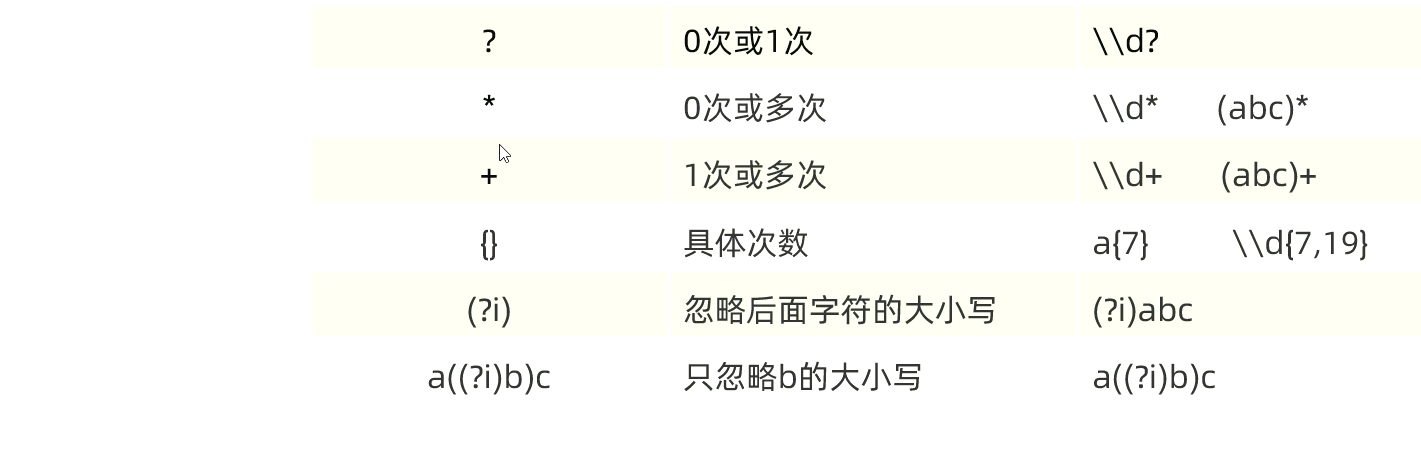 ? 0次或1次 \\d?
* 0次或多次 \\d* (abc)*
+ 1次或多次 \\d+ (abc)+
{} 具体次数 a{7} \\d{7,19}
(?i) 忽略后面字符的大小写 (?i)abc
a((?i)b)c 只忽略b的大小写 a((?i)b)c